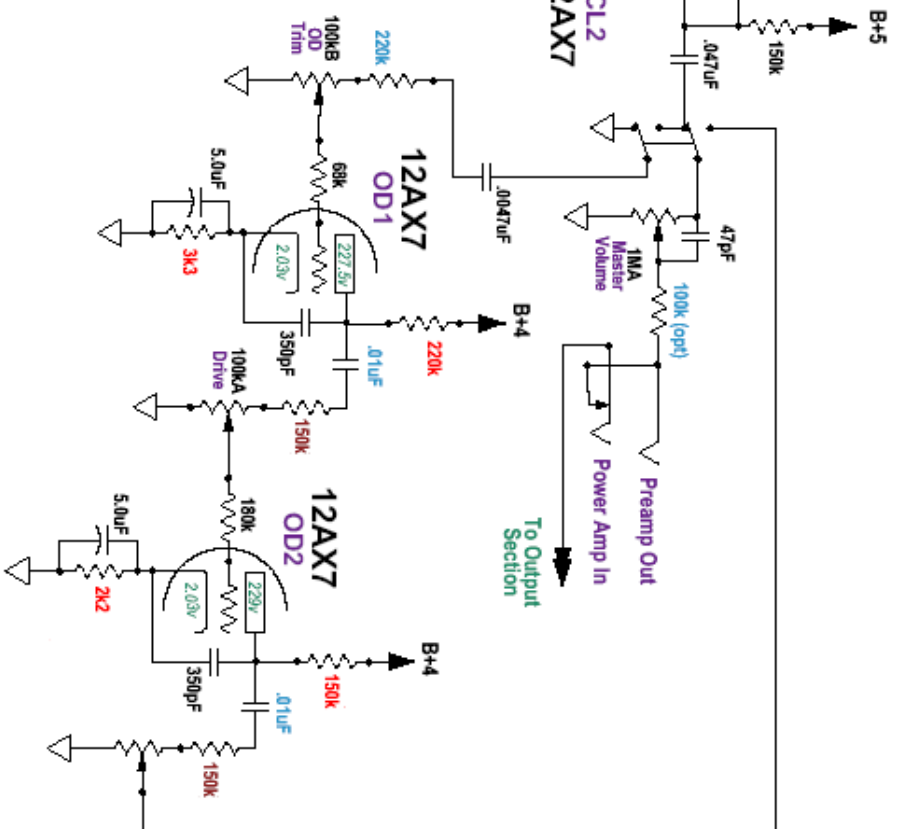 B+5
150k
CL2
2AX7
.047uF
100kB
OD
Trim
220k
68k
12AX7
OD1
.0047uF
47pF
1MA
Master
Volume
100k (opt)
5.0uF
3k3
2.03v
227.5v
350pF
B+4
220k
.01uF
100kA
Drive
150k
Preamp Out
Power Amp In
To Output
Section
12AX7
OD2
180k
5.0uF
2k2
2.03v
229v
350pF
B+4
150k
.01uF
150k